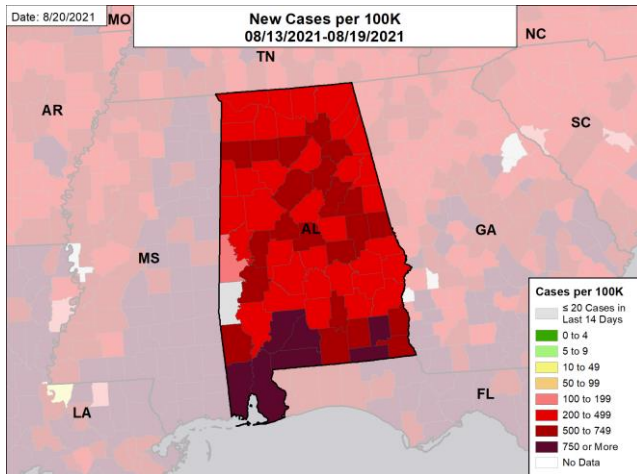 Date: 8/20/2021
New Cases per 100K
08/13/2021-08/19/2021
MO
TN
NC
AR
SC
MS
AL
GA
LA
FL
Cases per 100K
≤ 20 Cases in
Last 14 Days
0 to 4
5 to 9
10 to 49
50 to 99
100 to 199
200 to 499
500 to 749
750 or More
No Data